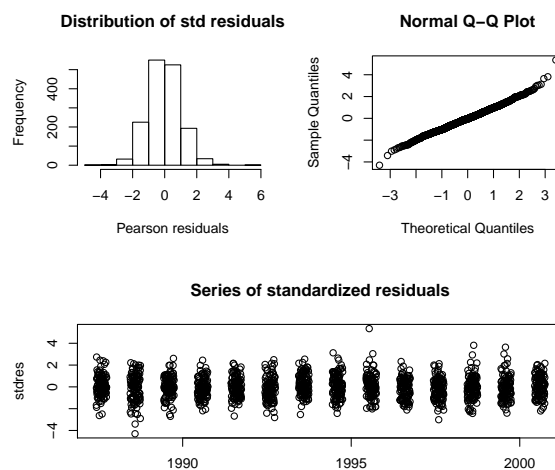 Distribution of std residuals
Frequency
0 200 400
−4 −2 0 2 4 6
Pearson residuals
Normal Q−Q Plot
Sample Quantiles
−4 0 2 4
−3 −2 −1 0 1 2 3
Theoretical Quantiles
Series of standardized residuals
stdres
−4 0 2 4
1990 1995 2000